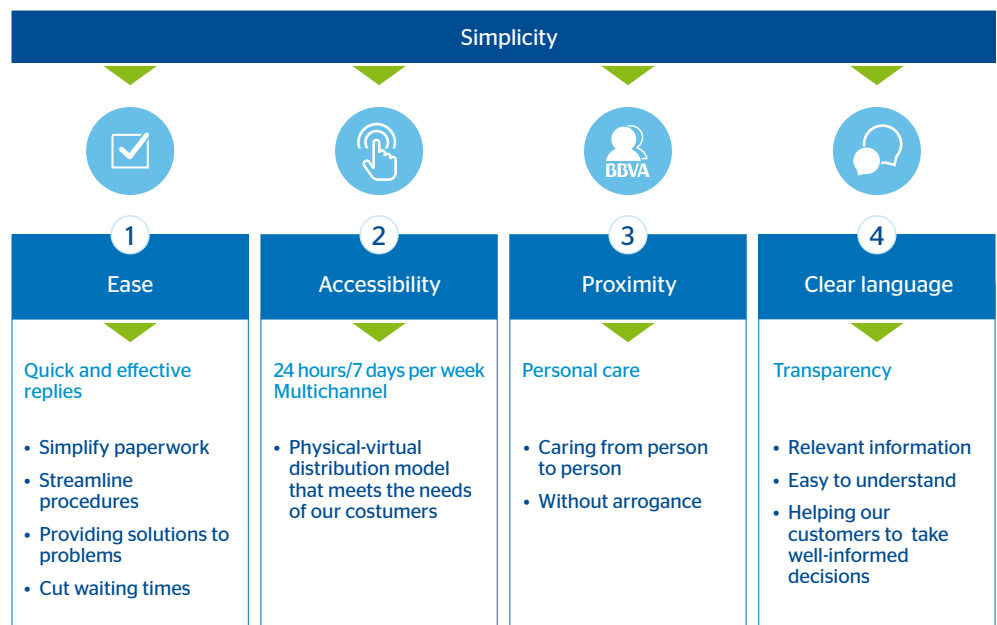 Simplicity
BBVA
1
Ease
Quick and effective
replies
• Simplify paperwork
• Streamline
procedures
• Providing solutions to
problems
• Cut waiting times
2
Accessibility
24 hours/7 days per week
Multichannel
• Physical-virtual
distribution model
that meets the needs
of our costumers
3
Proximity
Personal care
• Caring from person
to person
• Without arrogance
4
Clear language
Transparency
• Relevant information
• Easy to understand
• Helping our
customers to take
well-informed
decisions